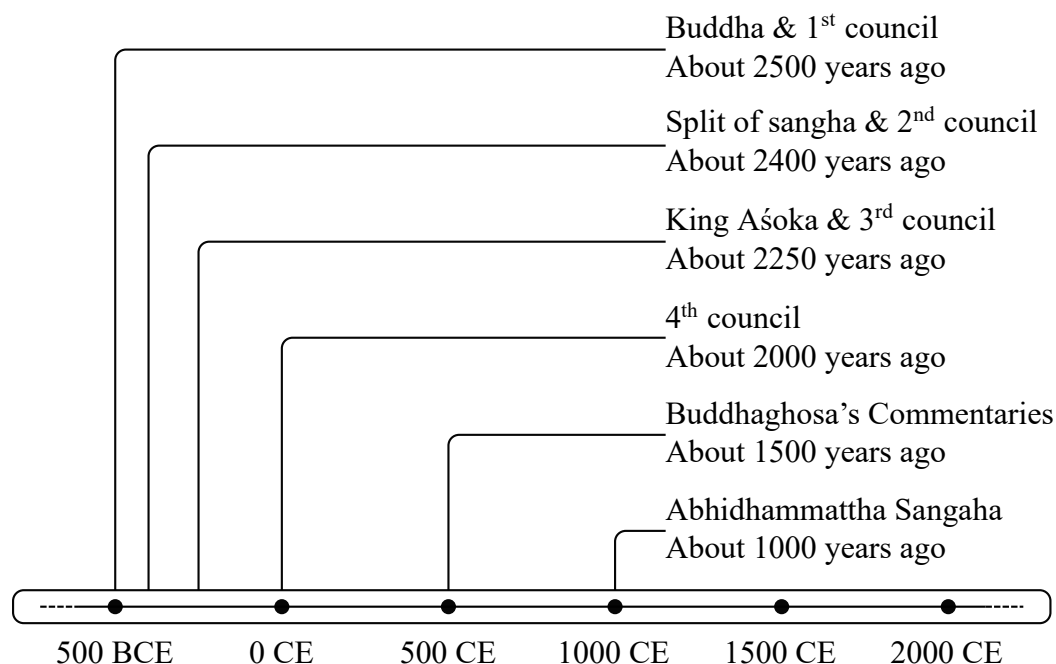 Buddha & 1st council
About 2500 years ago
Split of sangha & 2nd council
About 2400 years ago
King Aśoka & 3rd council
About 2250 years ago
4th council
About 2000 years ago
Buddhaghosa’s Commentaries
About 1500 years ago
Abhidhammattha Sangaha
About 1000 years ago
500 BCE 0 CE 500 CE 1000 CE 1500 CE 2000 CE